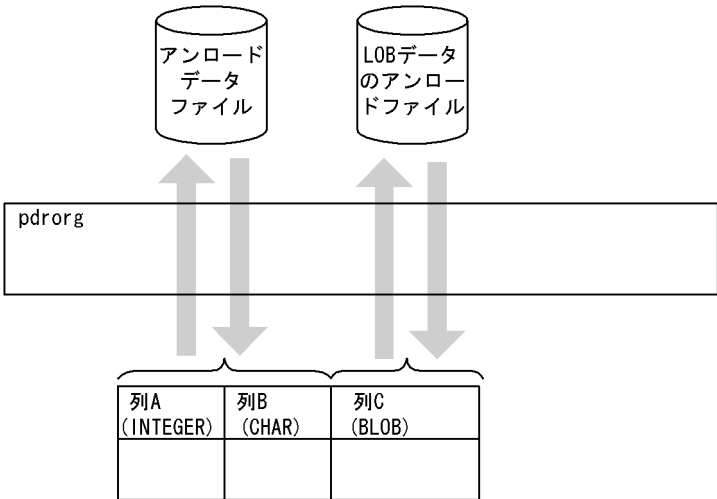 アンロード
データ
ファイル
LOBデータ
のアンロー
ドファイル
pdrorg
列A
(INTEGER)
列B
(CHAR)
列C
(BLOB)